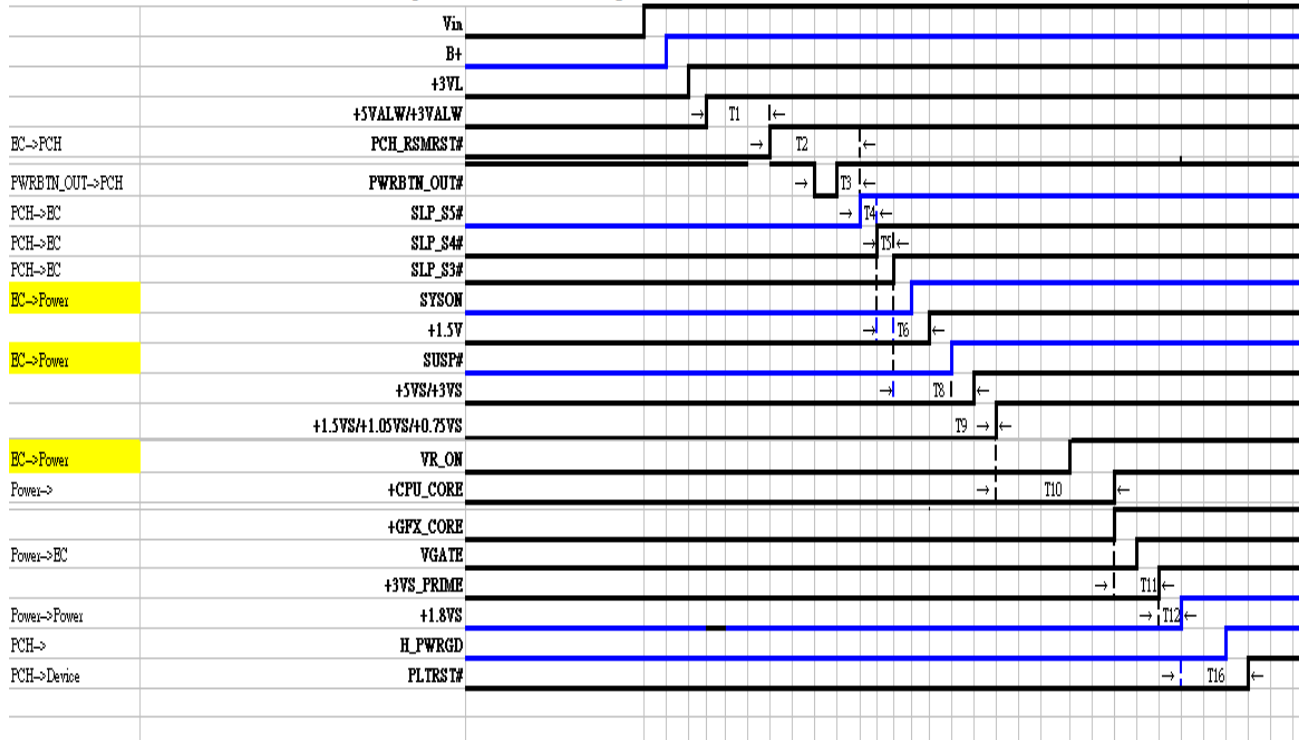 Vin
B+
+3VL
+5VALW/+3VALW T1
EC->PCH PCH_RSMRST# T2
PWRBTN_OUT->PCH PWRBTN_OUT# T3
PCH->EC SLP_S5# T4
PCH->EC SLP_S4# T5
PCH->EC SLP_S3#
EC->Power SYSON
+1.5V T6
EC->Power SUSP#
+5VS/+3VS T8
+1.5VS/+1.05VS/+0.75VS T9
EC->Power VR_ON
Power-> +CPU_CORE T10
+GFX_CORE
Power->EC VGATE
+3VS_PRIME T11
Power->Power +1.8VS T12
PCH-> H_PWRGD
PCH->Device PLTRST# T16